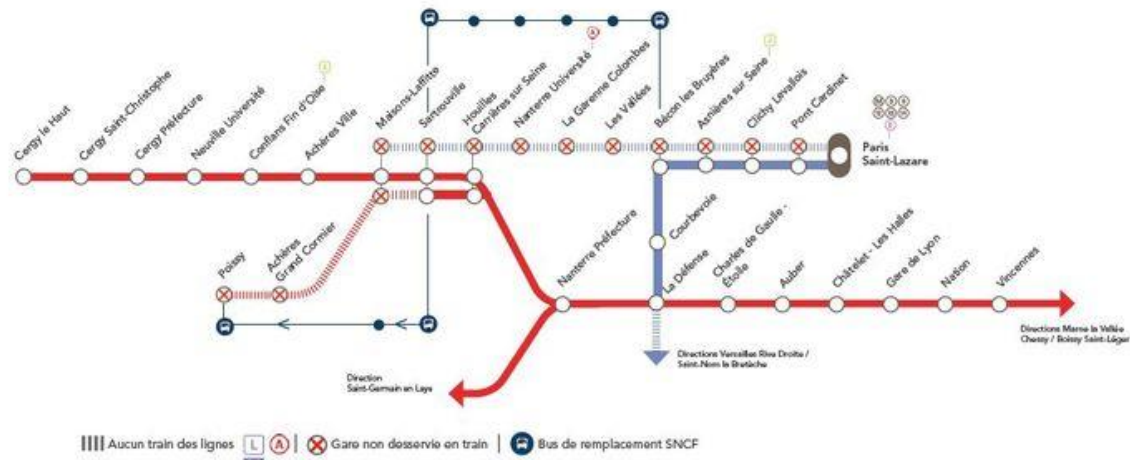 Cergy le Haut
Cergy Saint-Christophe
Cergy Préfecture
Neuville Université
Conflans Fin d'Oise
Achères Ville
Maisons-Laffitte
Sartrouville
Houilles
Carrières sur Seine
Nanterre Université
La Garenne Colombes
Les Vallées
Bécon les Bruyères
Asnières sur Seine
Clichy Levallois
Pont Cardinet
A
Paris
Saint-Lazare
Poissy
Achères
Grand Cormier
Nanterre Préfecture
Courbevoie
La Défense
Charles de Gaulle -
Étoile
Auber
Châtelet - Les Halles
Gare de Lyon
Nation
Vincennes
Directions Marne la Vallée
Chessy / Boissy Saint-Léger
Directions Versailles Rive Droite /
Saint-Nom la Bretèche
Direction
Saint-Germain en Laye
Aucun train des lignes L A
Gare non desservie en train
Bus de remplacement SNCF